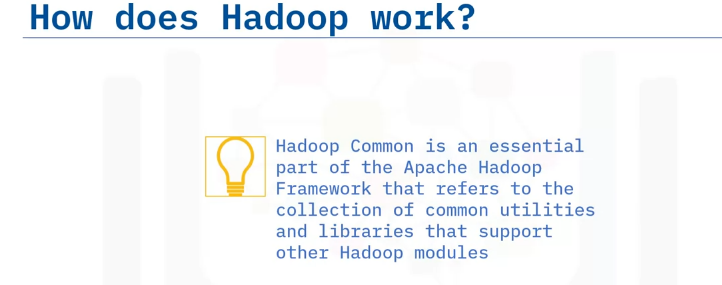 How does Hadoop work?
Hadoop Common is an essential
part of the Apache Hadoop
Framework that refers to the
collection of common utilities
and libraries that support
other Hadoop modules